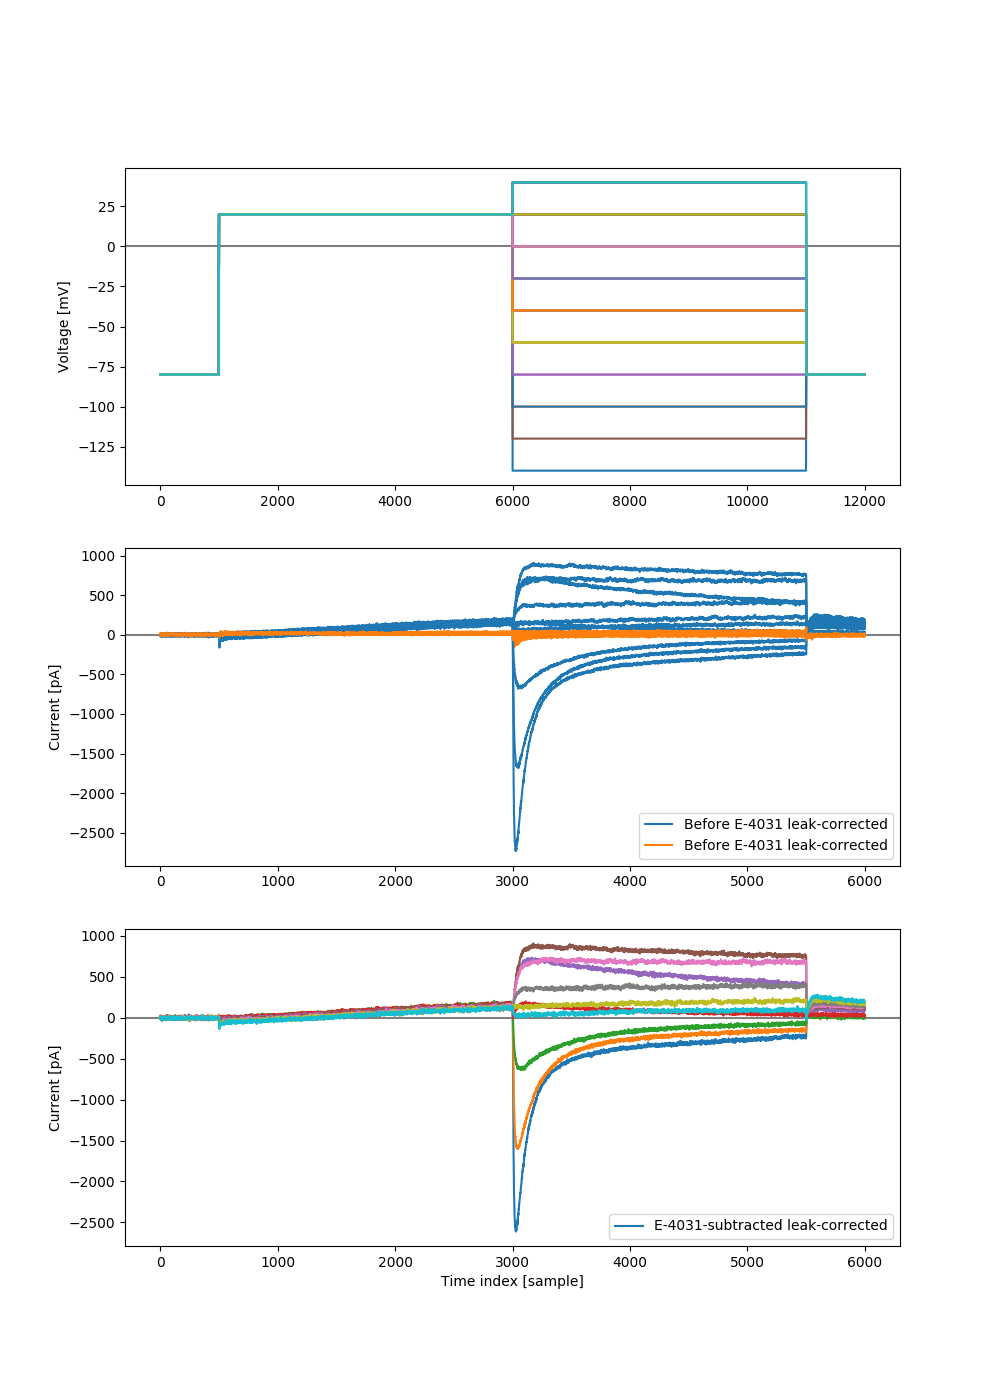 25
0
−25
−50
−75
−100
−125
Voltage [mV]
0 2000 4000 6000 8000 10000 12000
1000
500
0
−500
−1000
−1500
−2000
−2500
Current [pA]
Before E-4031 leak-corrected
Before E-4031 leak-corrected
0 1000 2000 3000 4000 5000 6000
1000
500
0
−500
−1000
−1500
−2000
−2500
Current [pA]
E-4031-subtracted leak-corrected
0 1000 2000 3000 4000 5000 6000
Time index [sample]